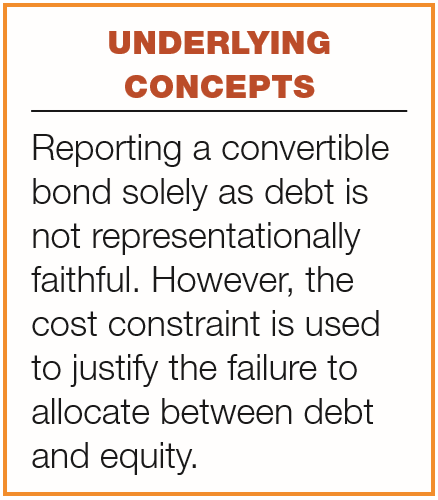 UNDERLYING
CONCEPTS
Reporting a convertible
bond solely as debt is
not representationally
faithful. However, the
cost constraint is used
to justify the failure to
allocate between debt
and equity.